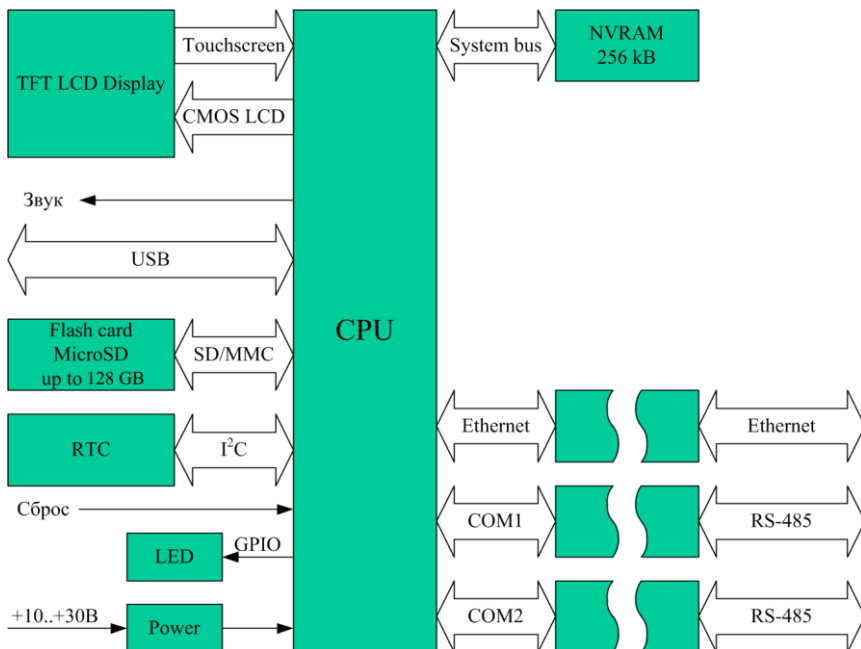 TFT LCD Display
Touchscreen
CMOS LCD
System bus
NVRAM
256 kB
Звук
USB
CPU
Flash card
MicroSD
up to 128 GB
SD/MMC
RTC
I²C
Ethernet
Ethernet
Сброс
COM1
RS-485
LED
GPIO
+10..+30В
Power
COM2
RS-485